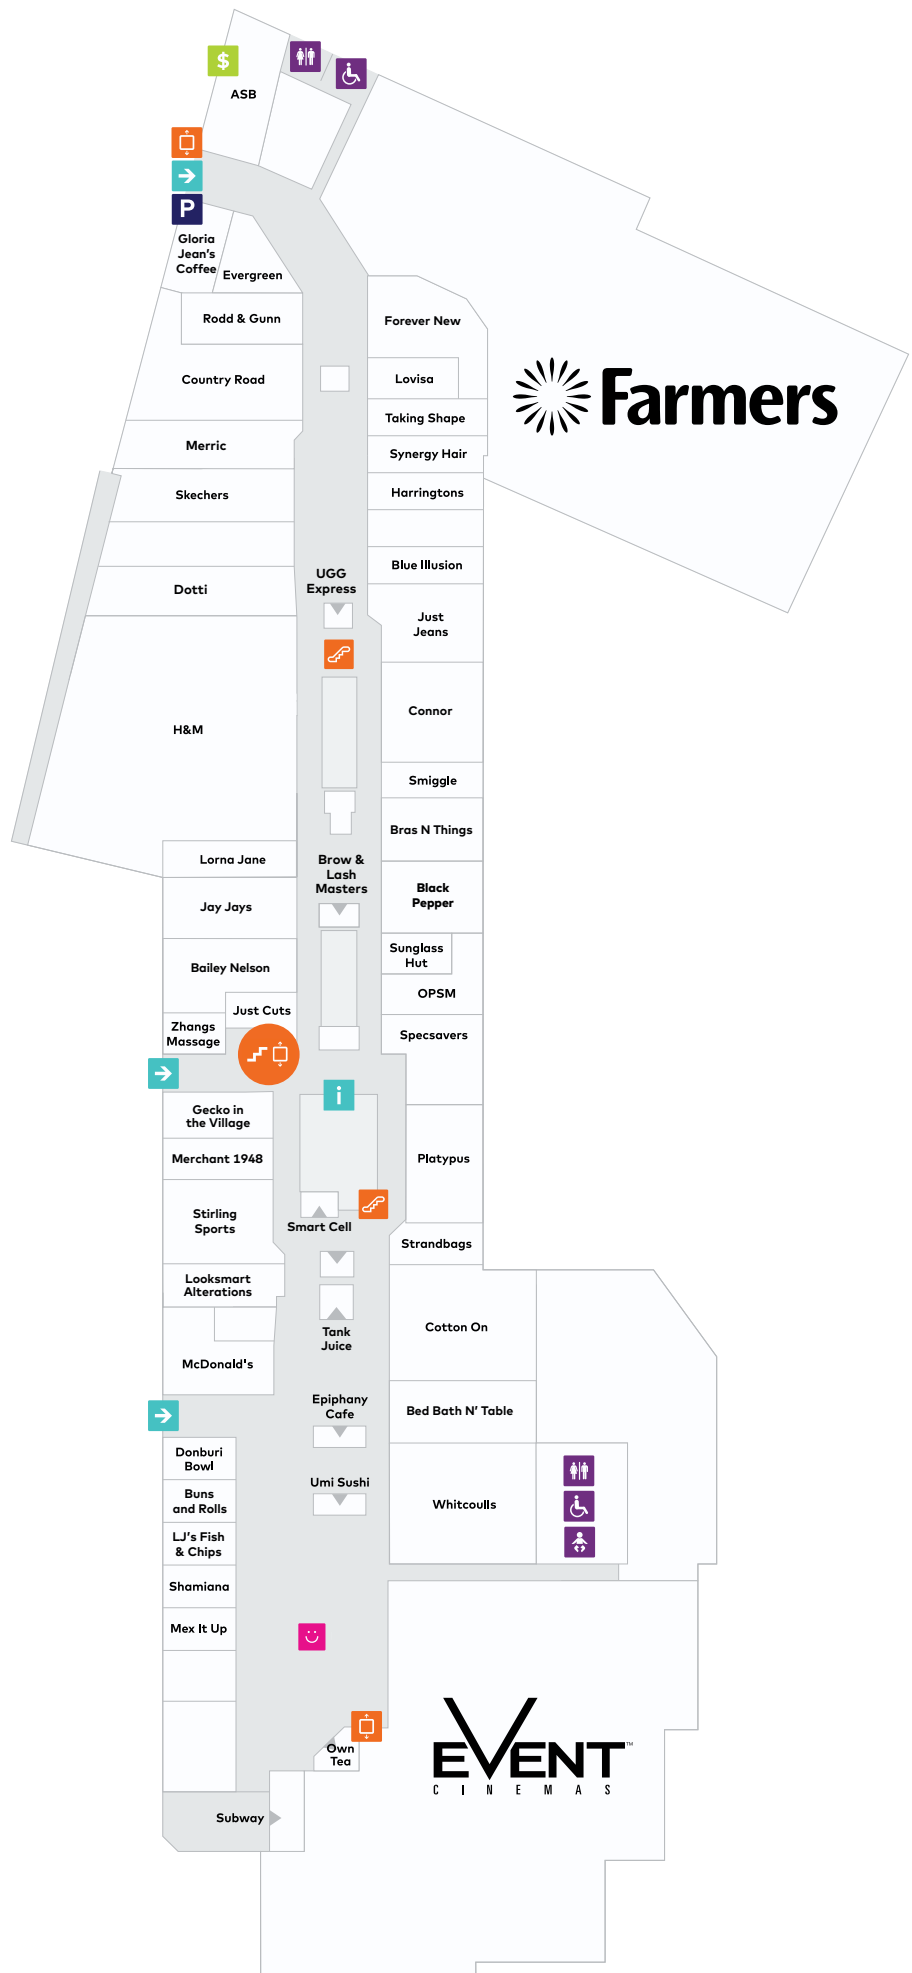 $
ASB
P
Gloria
Jean's
Coffee
Evergreen
Rodd & Gunn
Country Road
Merric
Skechers
Dotti
H&M
Lorna Jane
Jay Jays
Bailey Nelson
Just Cuts
Zhangs
Massage
Gecko in
the Village
Merchant 1948
Stirling
Sports
Looksmart
Alterations
McDonald's
Donburi
Bowl
Buns
and Rolls
LJ's Fish
& Chips
Shamiana
Mex It Up
Subway
UGG
Express
Brow &
Lash
Masters
i
Smart Cell
Tank
Juice
Epiphany
Cafe
Umi Sushi
Own
Tea
Forever New
Lovisa
Taking Shape
Synergy Hair
Harringtons
Blue Illusion
Just
Jeans
Connor
Smiggle
Bras N Things
Black
Pepper
Sunglass
Hut
OPSM
Specsavers
Platypus
Strandbags
Cotton On
Bed Bath N' Table
Whitcoulls
Farmers
EVENT™
CINEMAS